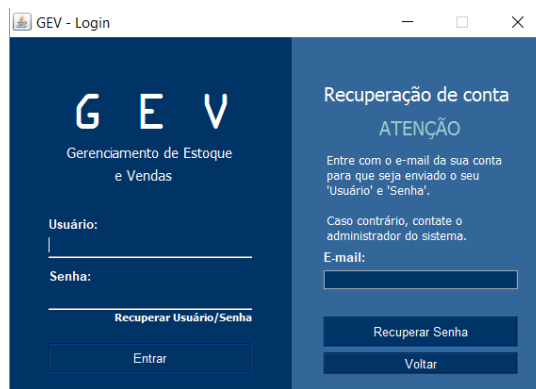 GEV - Login
G E V
Gerenciamento de Estoque
e Vendas
Usuário:
Senha:
Recuperar Usuário/Senha
Entrar
Recuperação de conta
ATENÇÃO
Entre com o e-mail da sua conta
para que seja enviado o seu
'Usuário' e 'Senha'.
Caso contrário, contate o
administrador do sistema.
E-mail:
Recuperar Senha
Voltar